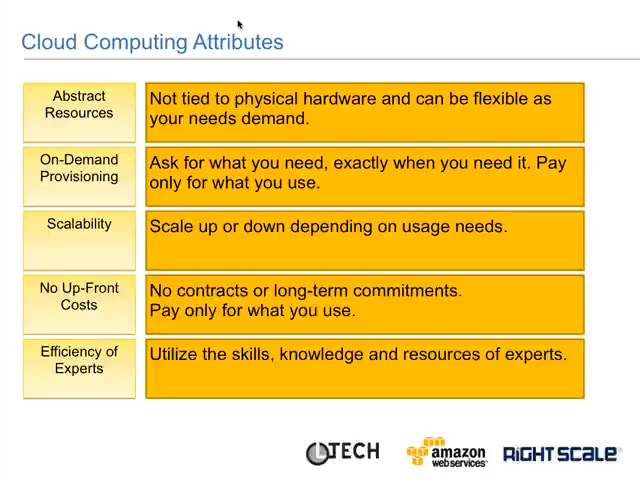 Cloud Computing Attributes
Abstract
Resources
Not tied to physical hardware and can be flexible as
your needs demand.
On-Demand
Provisioning
Ask for what you need, exactly when you need it. Pay
only for what you use.
Scalability
Scale up or down depending on usage needs.
No Up-Front
Costs
No contracts or long-term commitments.
Pay only for what you use.
Efficiency of
Experts
Utilize the skills, knowledge and resources of experts.
LTECH
amazon
webservices
RIGHTSCALE